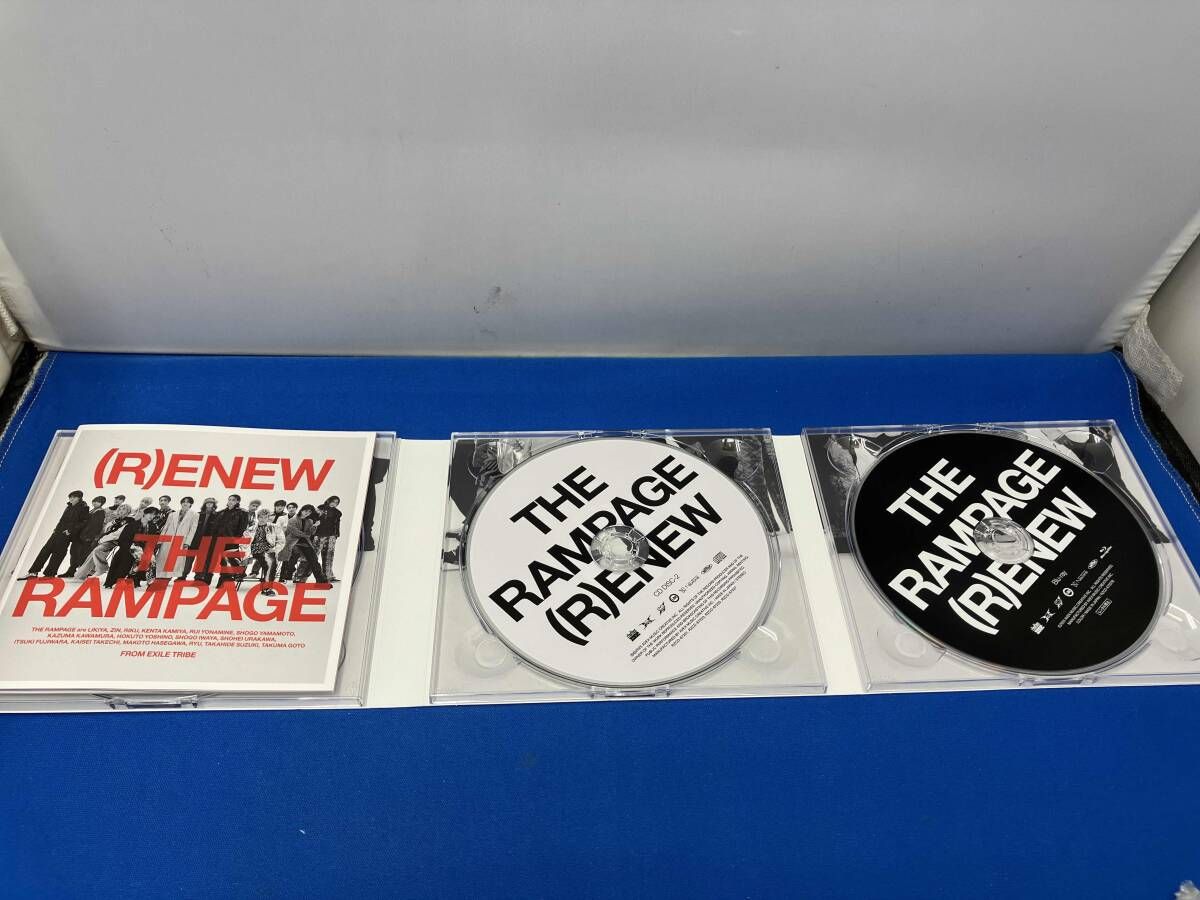 (R)ENEW
THE
RAMPAGE
THE RAMPAGE are LIKIYA, ZIN, RIKU, KENTA KAMIYA, RUI YONAMINE, SHOGO YAMAMOTO,
KAZUMA KAWAMURA, HOKUTO YOSHINO, SHOGO IWAYA, SHOHEI URAKAWA,
ITSUKI FUJIWARA, KAISEI TAKECHI, MAKOTO HASEGAWA, RYU, TAKAHIDE SUZUKI, TAKUMA GOTO
FROM EXILE TRIBE
THE
RAMPAGE
(R)ENEW
CD DISC-2
THE
RAMPAGE
(R)ENEW
Blu-ray